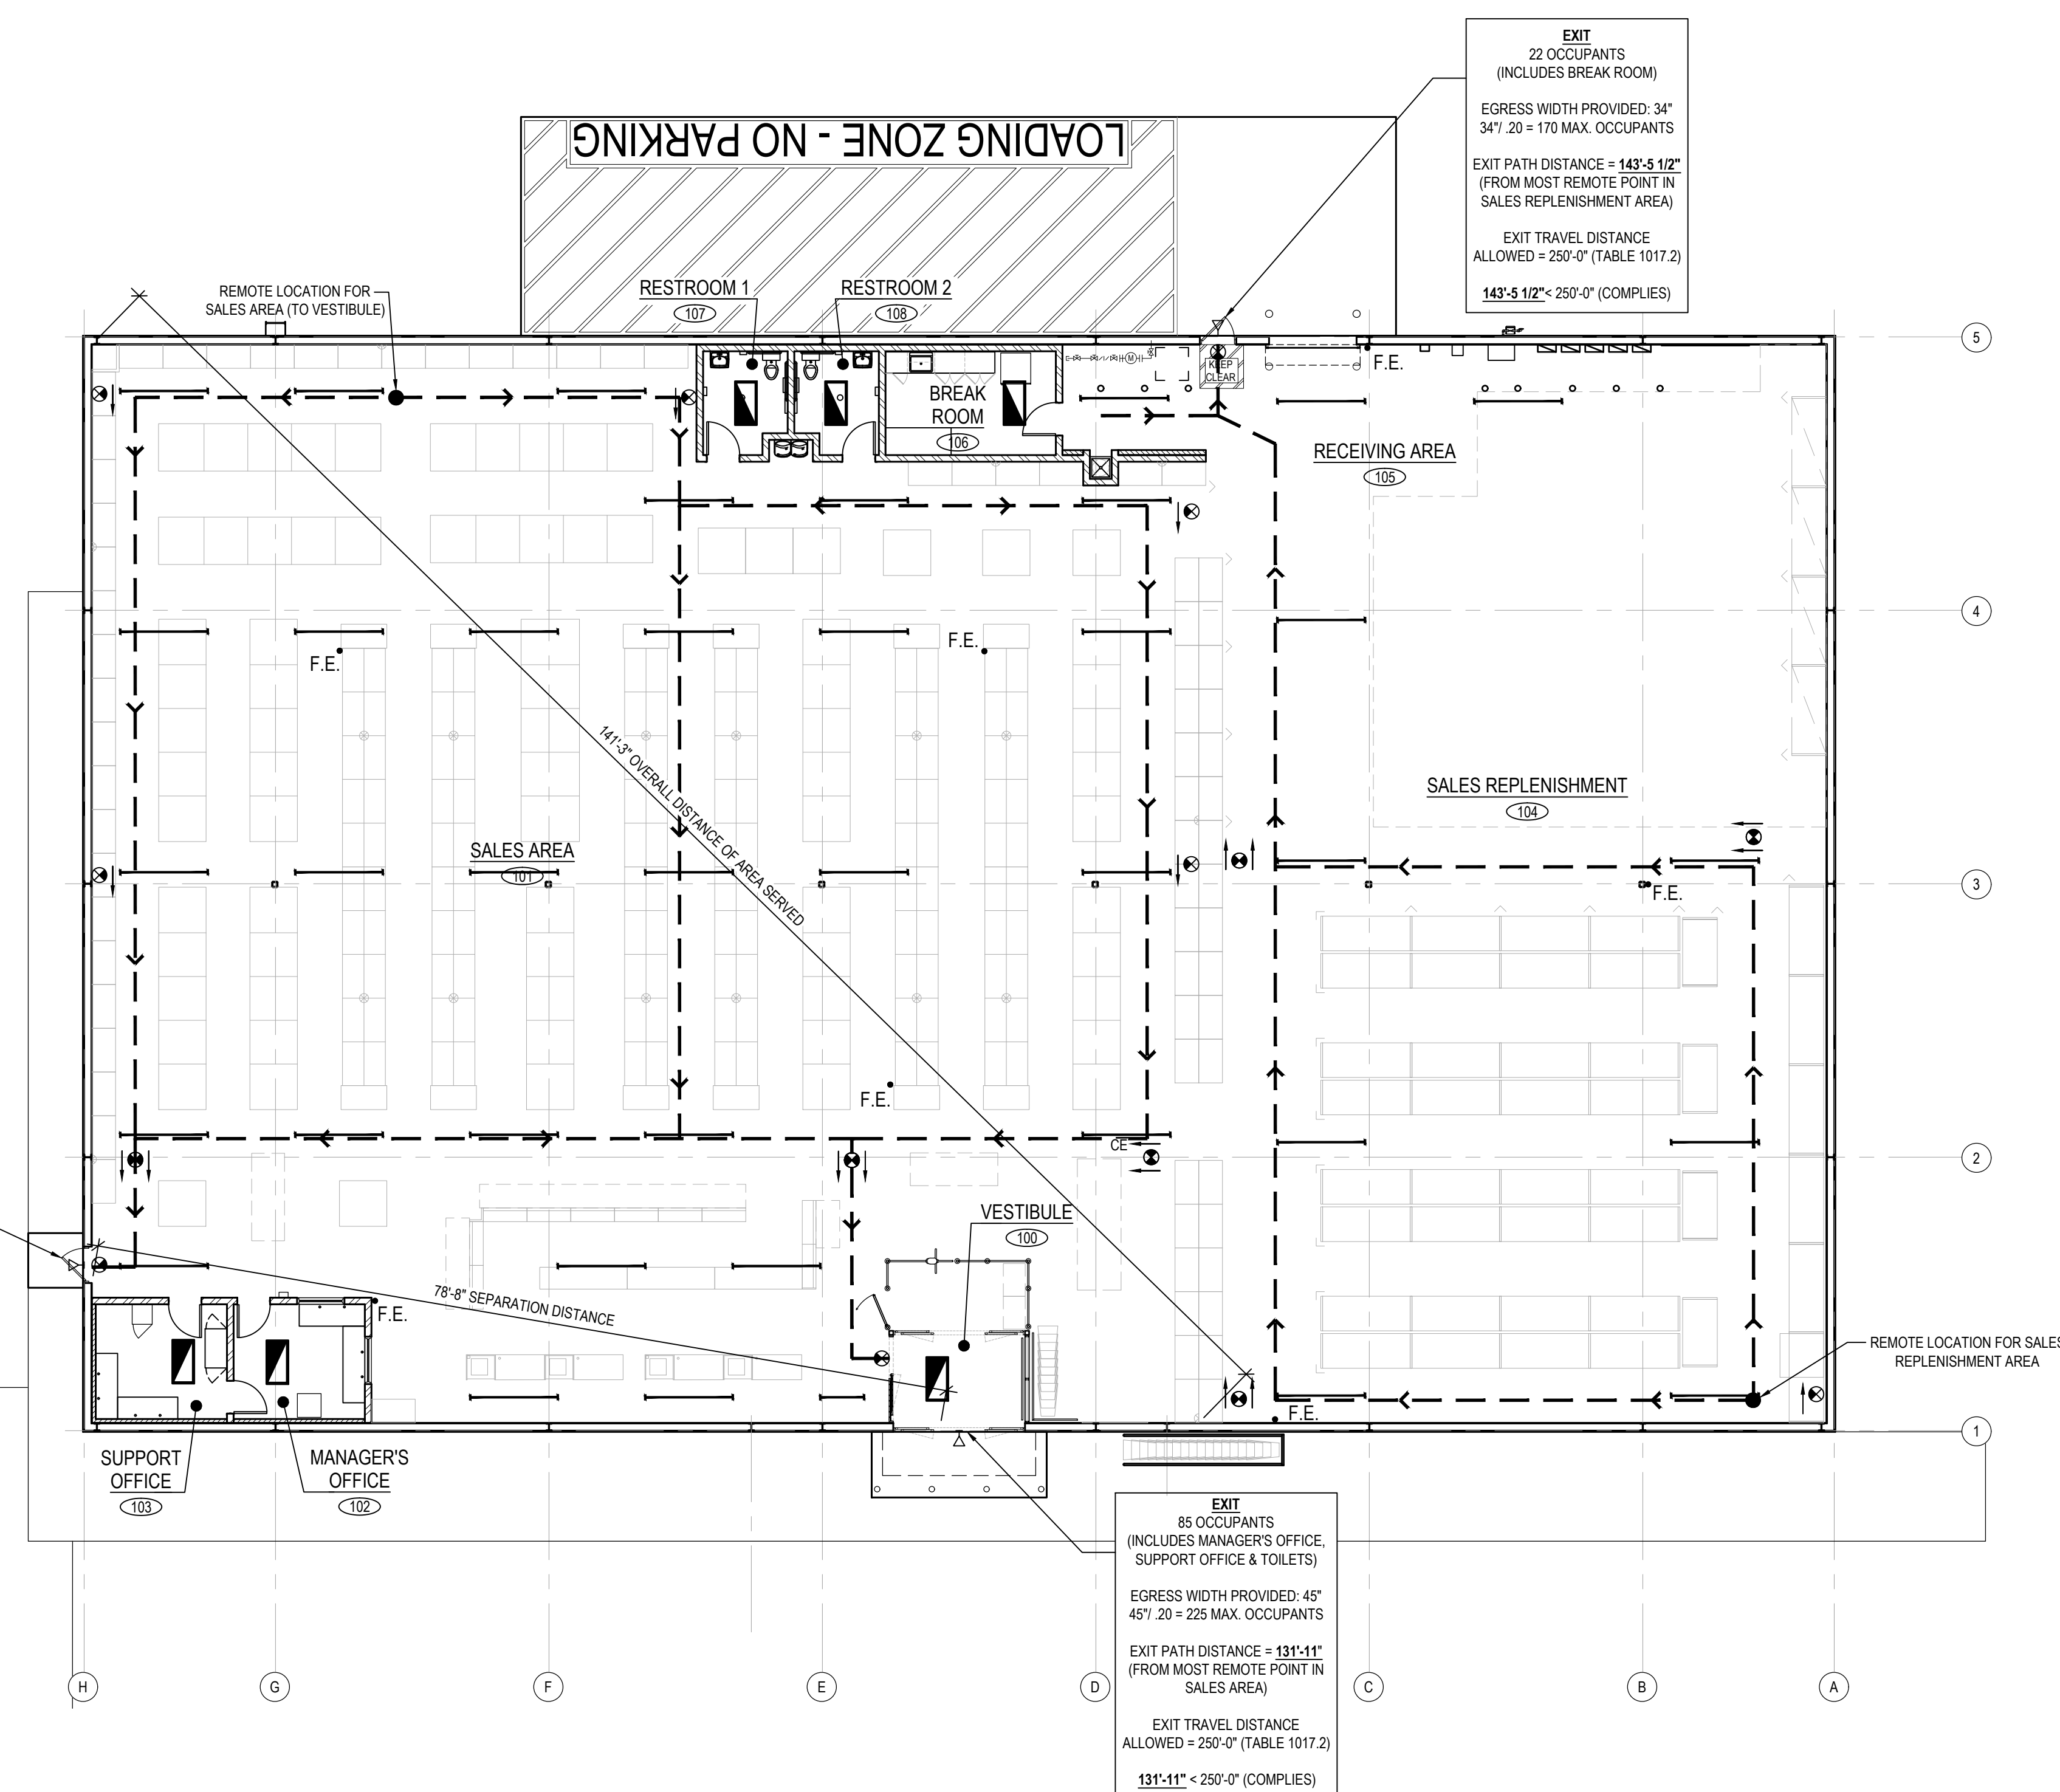 EXIT
22 OCCUPANTS
(INCLUDES BREAK ROOM)
EGRESS WIDTH PROVIDED: 34"
34"/ .20 = 170 MAX. OCCUPANTS
EXIT PATH DISTANCE = 143'-5 1/2"
(FROM MOST REMOTE POINT IN
SALES REPLENISHMENT AREA)
EXIT TRAVEL DISTANCE
ALLOWED = 250'-0" (TABLE 1017.2)
143'-5 1/2"< 250'-0" (COMPLIES)
LOADING ZONE - NO PARKING
REMOTE LOCATION FOR
SALES AREA (TO VESTIBULE)
RESTROOM 1
107
RESTROOM 2
108
5
M
KEEP
CLEAR
F.E.
BREAK
ROOM
106
RECEIVING AREA
105
4
F.E.
F.E.
141'-3" OVERALL DISTANCE OF AREA SERVED
SALES REPLENISHMENT
104
SALES AREA
101
3
F.E.
F.E.
CE
2
VESTIBULE
100
78'-8" SEPARATION DISTANCE
F.E.
REMOTE LOCATION FOR SALES
REPLENISHMENT AREA
F.E.
1
SUPPORT
OFFICE
103
MANAGER'S
OFFICE
102
EXIT
85 OCCUPANTS
(INCLUDES MANAGER'S OFFICE,
SUPPORT OFFICE & TOILETS)
EGRESS WIDTH PROVIDED: 45"
45"/ .20 = 225 MAX. OCCUPANTS
EXIT PATH DISTANCE = 131'-11"
(FROM MOST REMOTE POINT IN
SALES AREA)
EXIT TRAVEL DISTANCE
ALLOWED = 250'-0" (TABLE 1017.2)
131'-11" < 250'-0" (COMPLIES)
H
G
F
E
D
C
B
A